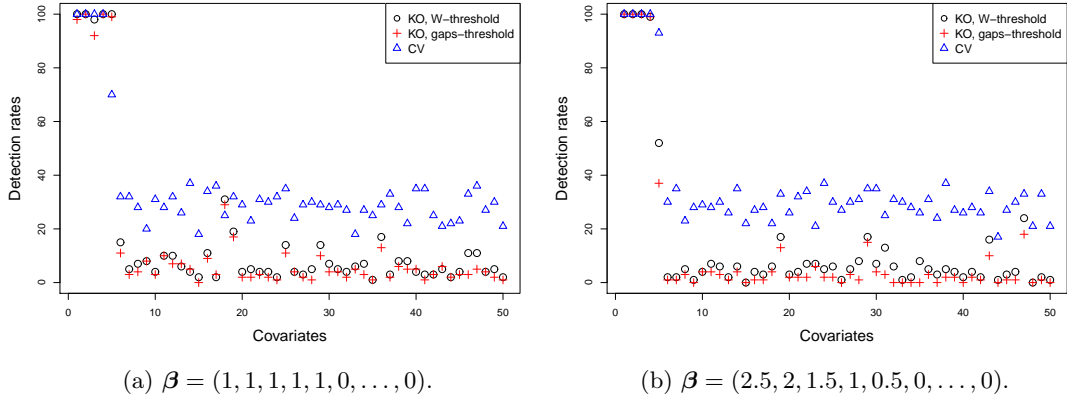 KO, W−threshold
KO, gaps−threshold
CV
Detection rates
100
80
60
40
20
0
0 10 20 30 40 50
Covariates
(a) β = (1, 1, 1, 1, 1, 0, . . . , 0).
KO, W−threshold
KO, gaps−threshold
CV
Detection rates
100
80
60
40
20
0
0 10 20 30 40 50
Covariates
(b) β = (2.5, 2, 1.5, 1, 0.5, 0, . . . , 0).